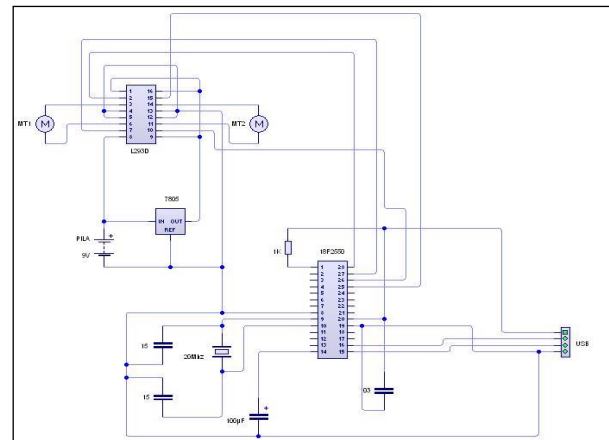 1 16
2 15
3 14
4 13
5 12
6 11
7 10
8 9
L293D
MT1
M
MT2
M
7805
IN OUT
REF
PILA
+
9V
1K
18F2550
1 28
2 27
3 26
4 25
5 24
6 23
7 22
8 21
9 20
10 19
11 18
12 17
13 16
14 15
15
20Mhz
15
100µF
+
USB